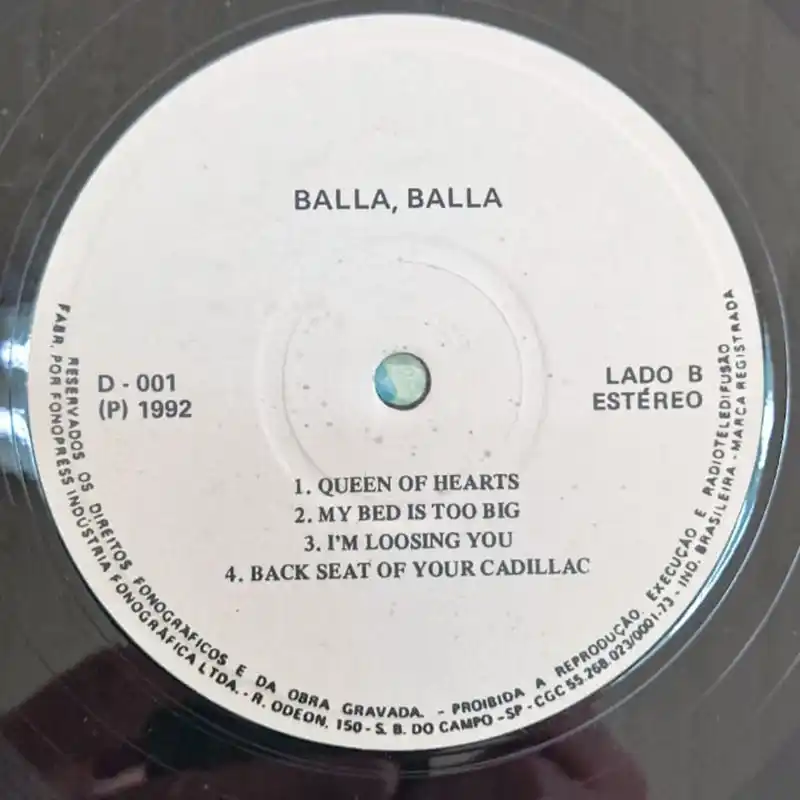 BALLA, BALLA
D - 001
(P) 1992
LADO B
ESTÉREO
1. QUEEN OF HEARTS
2. MY BED IS TOO BIG
3. I'M LOOSING YOU
4. BACK SEAT OF YOUR CADILLAC
RESERVADOS OS DIREITOS FONOGRÁFICOS E DA OBRA GRAVADA. - PROIBIDA A REPRODUÇÃO, EXECUÇÃO E RADIOTELEDIFUSÃO
FABR. POR FONOPRESS INDÚSTRIA FONOGRÁFICA LTDA. - R. ODEON, 150 - S. B. DO CAMPO - SP - CGC 55.268.023/0001-73 - IND. BRASILEIRA - MARCA REGISTRADA